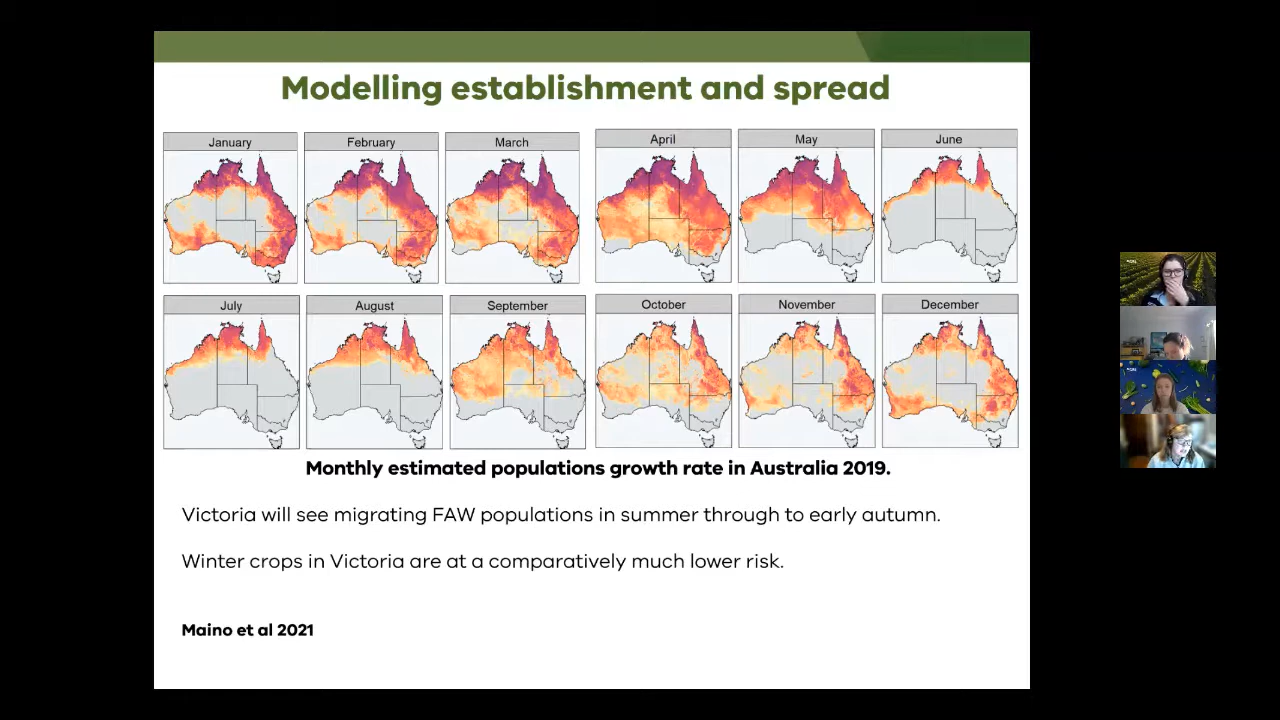 Modelling establishment and spread
January
February
March
April
May
June
July
August
September
October
November
December
Monthly estimated populations growth rate in Australia 2019.
Victoria will see migrating FAW populations in summer through to early autumn.
Winter crops in Victoria are at a comparatively much lower risk.
Maino et al 2021